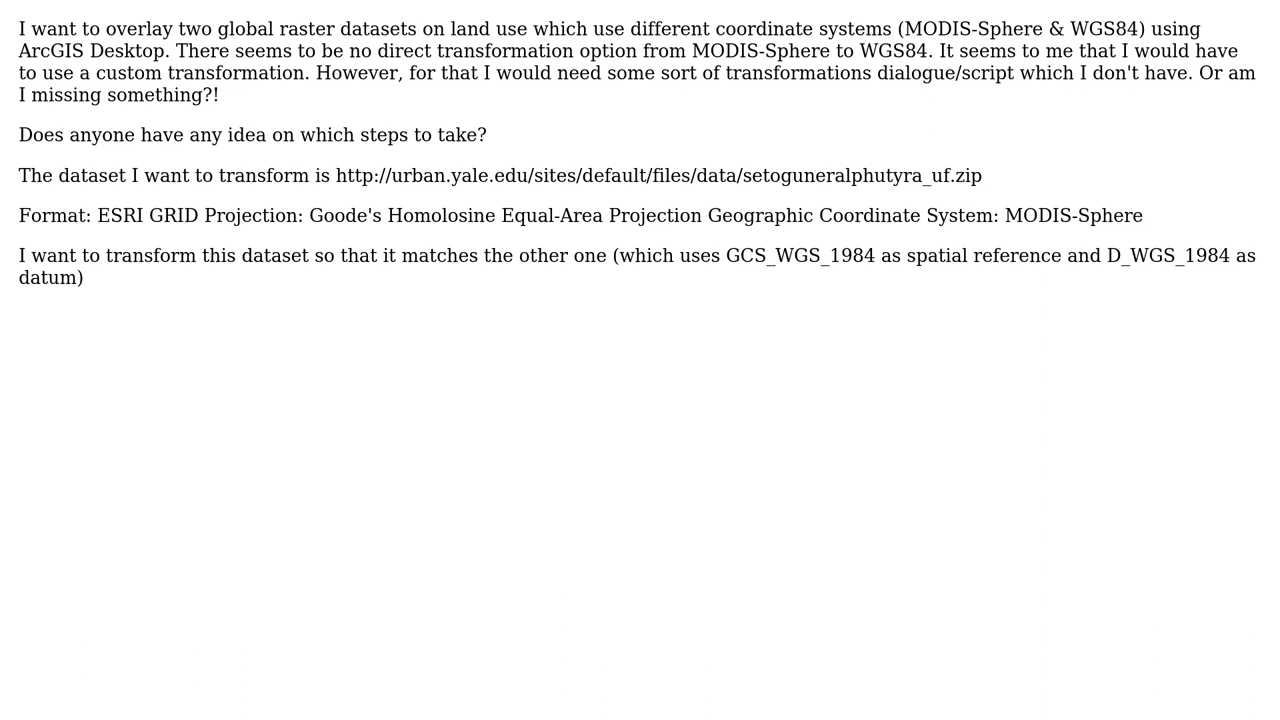 I want to overlay two global raster datasets on land use which use different coordinate systems (MODIS-Sphere & WGS84) using
ArcGIS Desktop. There seems to be no direct transformation option from MODIS-Sphere to WGS84. It seems to me that I would have
to use a custom transformation. However, for that I would need some sort of transformations dialogue/script which I don't have. Or am
I missing something?!
Does anyone have any idea on which steps to take?
The dataset I want to transform is http://urban.yale.edu/sites/default/files/data/setoguneralphutyra_uf.zip
Format: ESRI GRID Projection: Goode's Homolosine Equal-Area Projection Geographic Coordinate System: MODIS-Sphere
I want to transform this dataset so that it matches the other one (which uses GCS_WGS_1984 as spatial reference and D_WGS_1984 as
datum)